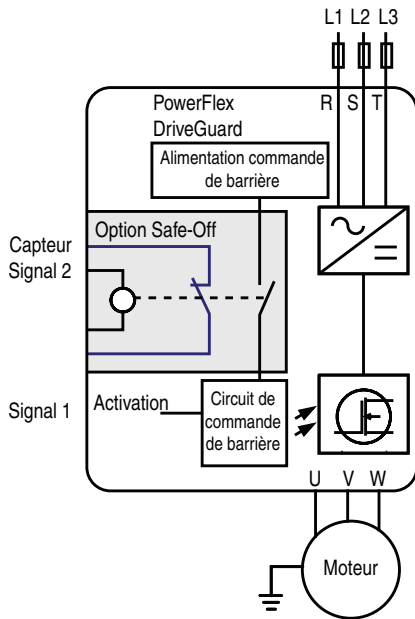 L1 L2 L3
R S T
PowerFlex
DriveGuard
Alimentation commande
de barrière
Option Safe-Off
Capteur
Signal 2
Signal 1
Activation
Circuit de
commande
de barrière
U V W
Moteur